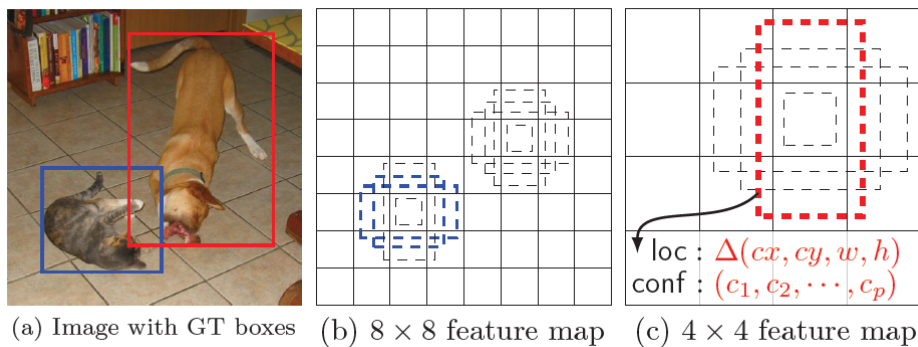 loc : Δ(cx, cy, w, h)
conf : (c₁, c₂, ⋯, cₚ)
(a) Image with GT boxes
(b) 8 × 8 feature map
(c) 4 × 4 feature map